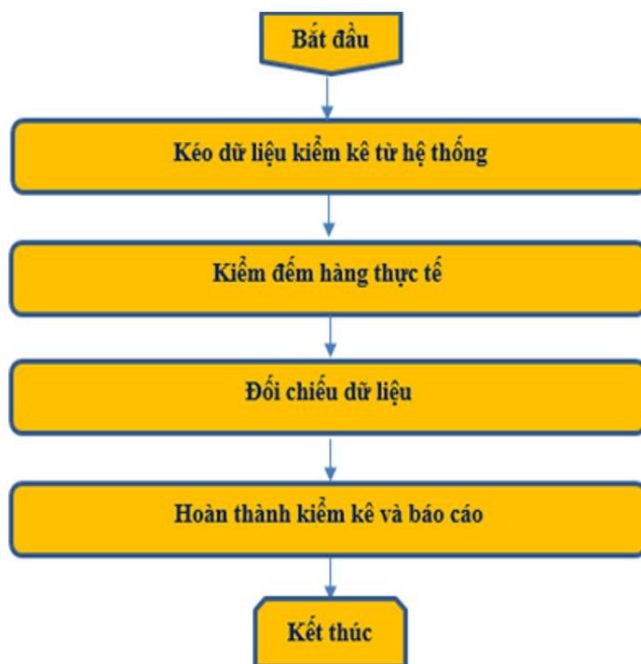 Bắt đầu
Kéo dữ liệu kiểm kê từ hệ thống
Kiểm đếm hàng thực tế
Đối chiếu dữ liệu
Hoàn thành kiểm kê và báo cáo
Kết thúc